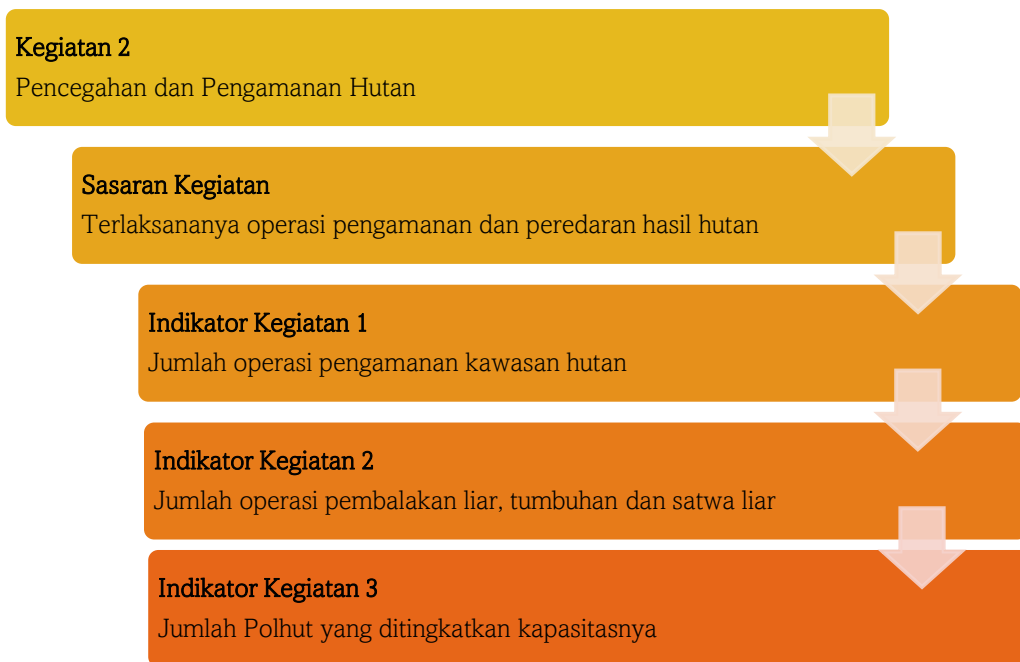 Kegiatan 2
Pencegahan dan Pengamanan Hutan
Sasaran Kegiatan
Terlaksananya operasi pengamanan dan peredaran hasil hutan
Indikator Kegiatan 1
Jumlah operasi pengamanan kawasan hutan
Indikator Kegiatan 2
Jumlah operasi pembalakan liar, tumbuhan dan satwa liar
Indikator Kegiatan 3
Jumlah Polhut yang ditingkatkan kapasitasnya